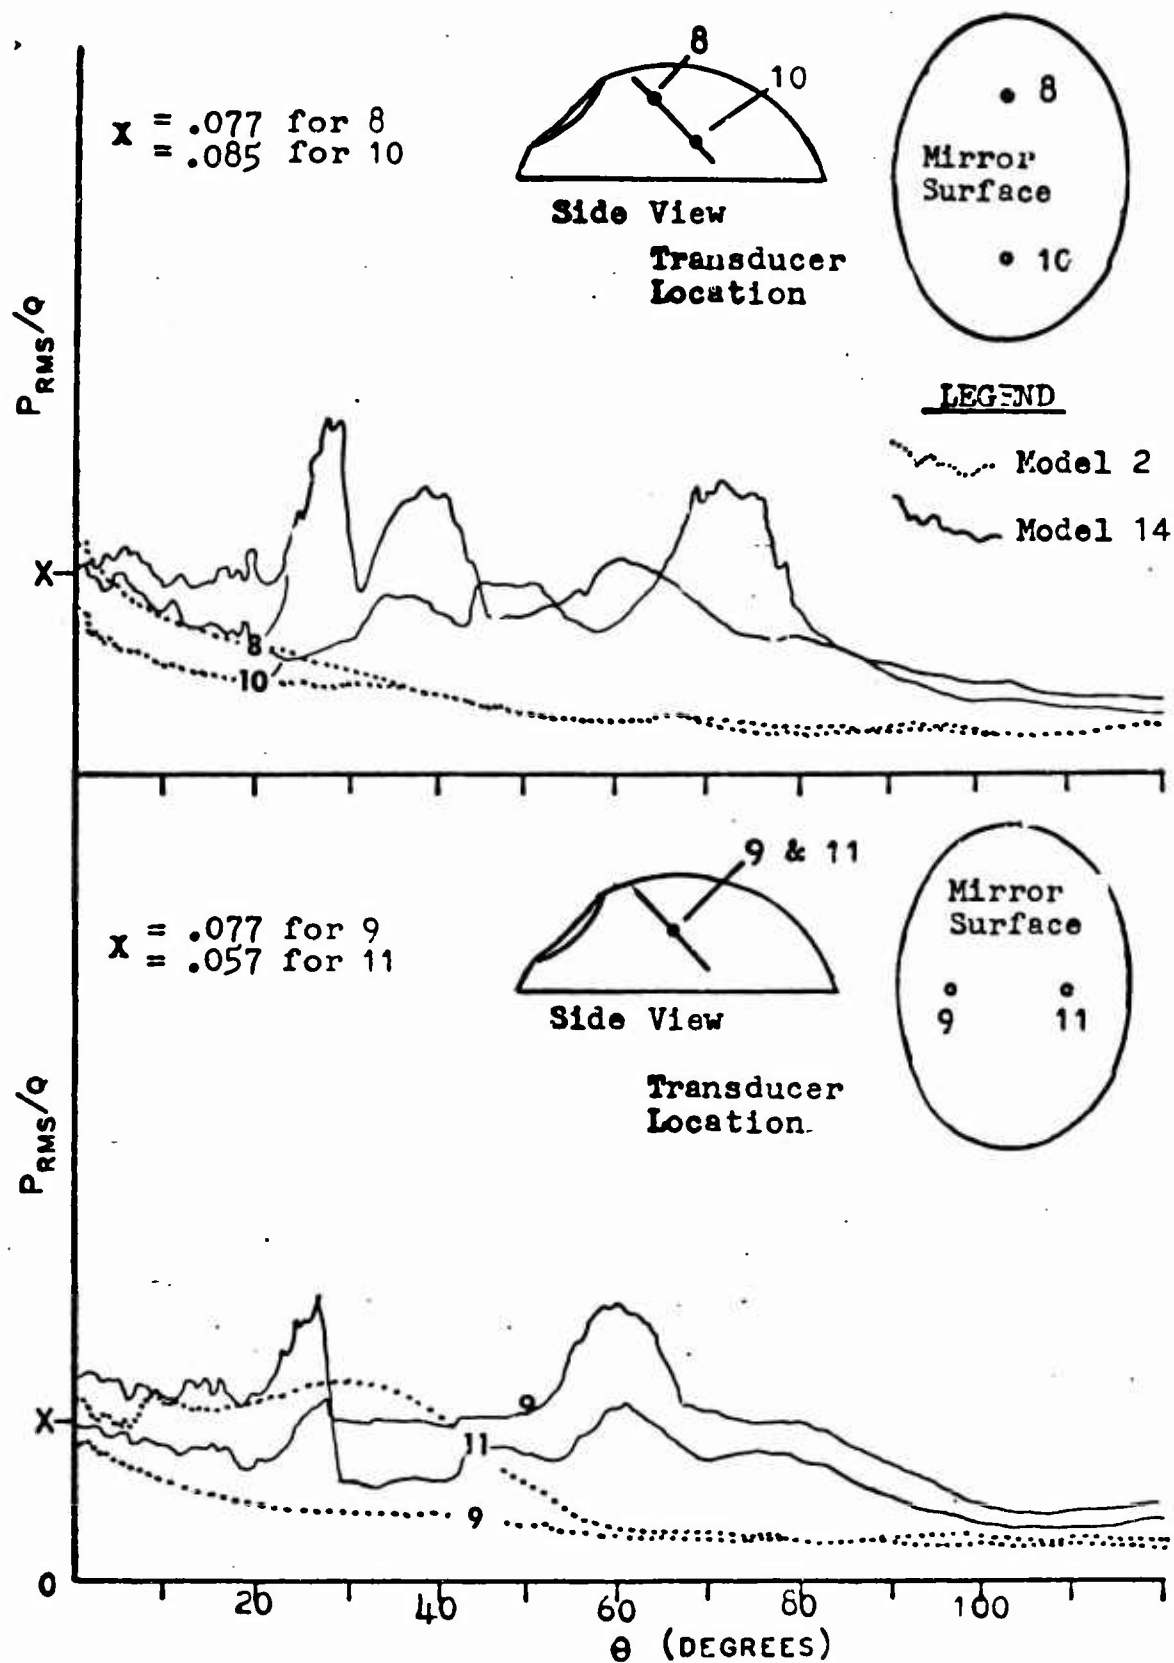 8
10
X = .077 for 8
= .085 for 10
8
Mirror
Surface
10
Side View
Transducer
Location
PRMS/Q
LEGEND
Model 2
Model 14
X
8
10
9 & 11
Mirror
Surface
X = .077 for 9
= .057 for 11
9 11
Side View
Transducer
Location
PRMS/Q
X
9
11
9
0
20 40 60 80 100
θ (DEGREES)